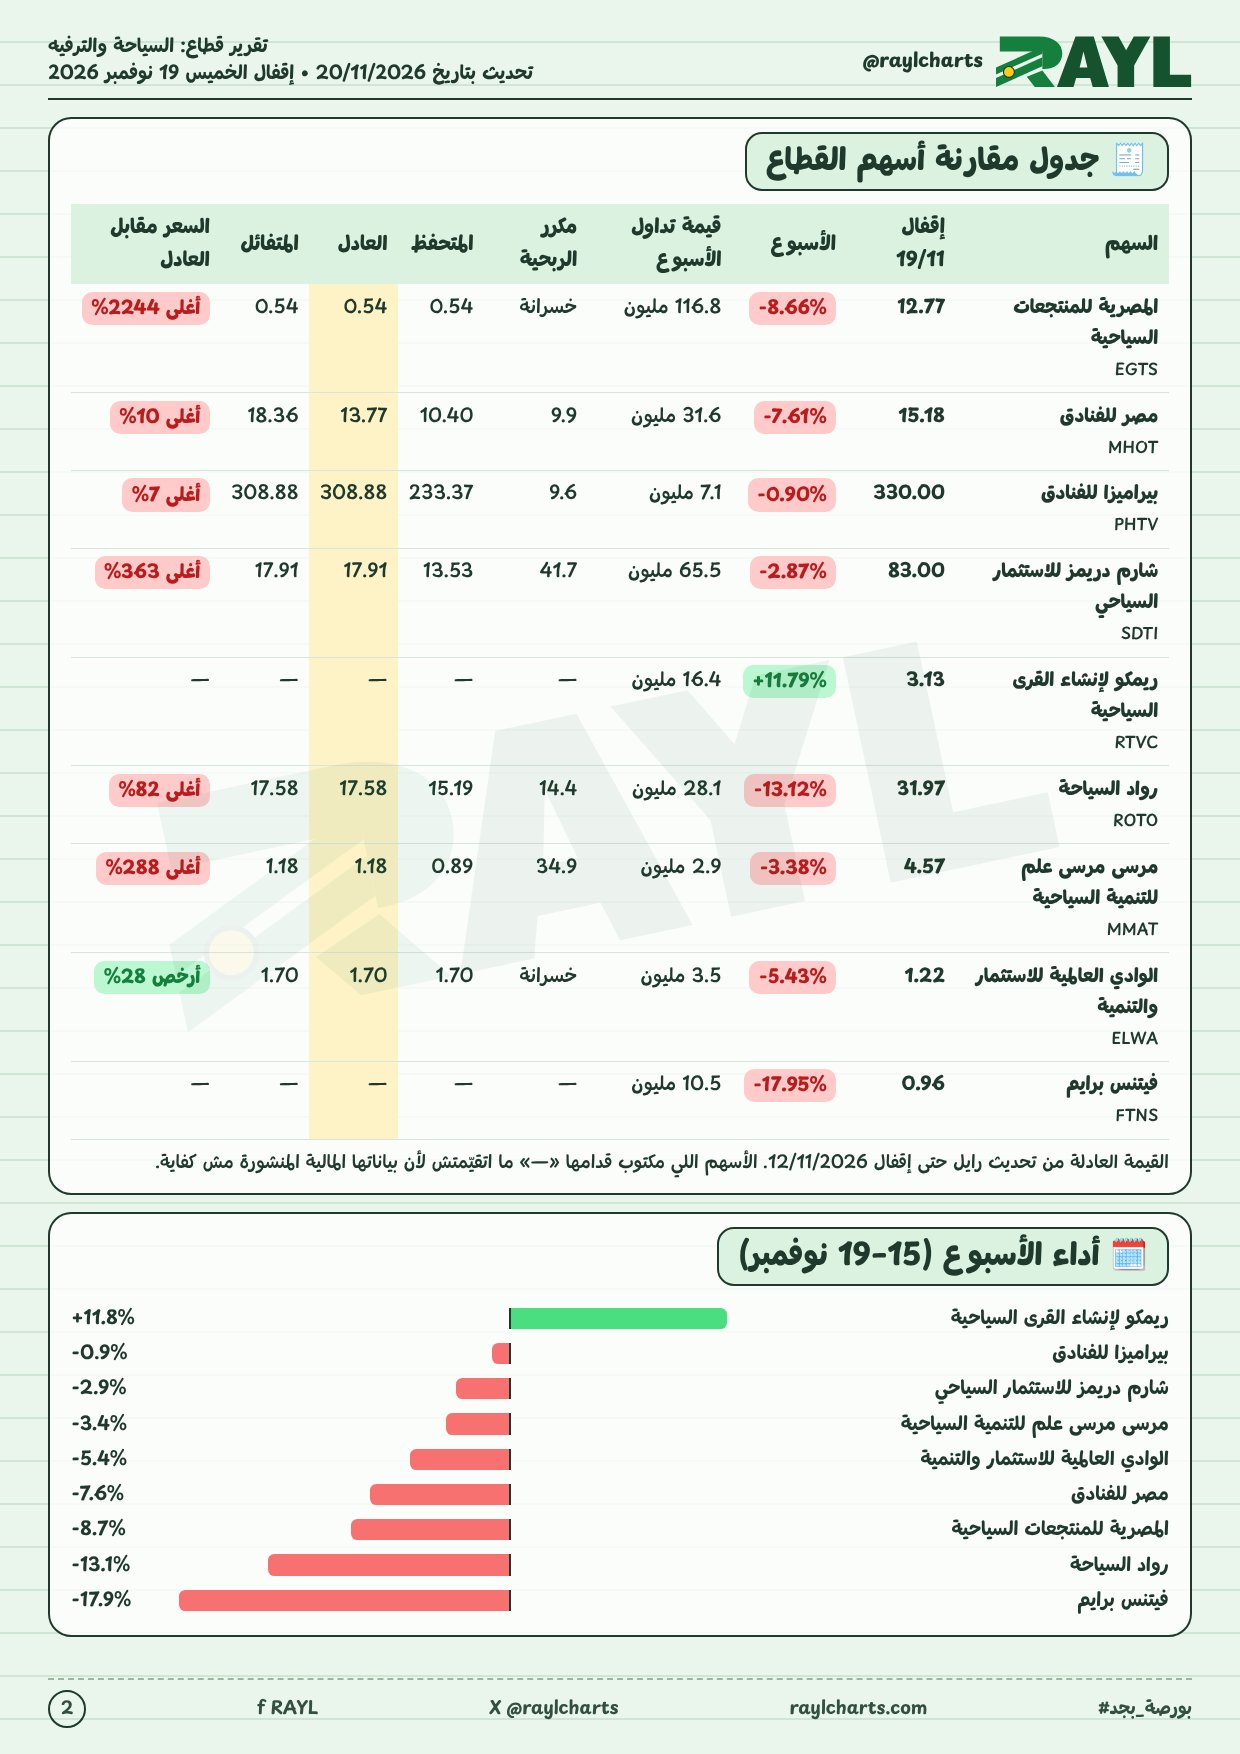 RAYL
@raylcharts
تقرير قطاع: السياحة والترفيه
تحديث بتاريخ 20/11/2026 • إقفال الخميس 19 نوفمبر 2026
جدول مقارنة أسهم القطاع
السهم إقفال 19/11 الأسبوع قيمة تداول الأسبوع مكرر الربحية المتحفظ العادل المتفائل السعر مقابل العادل
المصرية للمنتجعات السياحية 12.77 -8.66% 116.8 مليون خسرانة 0.54 0.54 0.54 أغلى 2244%
EGTS
مصر للفنادق 15.18 -7.61% 31.6 مليون 9.9 10.40 13.77 18.36 أغلى 10%
MHOT
بيراميزا للفنادق 330.00 -0.90% 7.1 مليون 9.6 233.37 308.88 308.88 أغلى 7%
PHTV
شارم دريمز للاستثمار السياحي 83.00 -2.87% 65.5 مليون 41.7 13.53 17.91 17.91 أغلى 363%
SDTI
ريمكو لإنشاء القرى السياحية 3.13 +11.79% 16.4 مليون — — — — —
RTVC
رواد السياحة 31.97 -13.12% 28.1 مليون 14.4 15.19 17.58 17.58 أغلى 82%
ROTO
مرسى مرسى علم للتنمية السياحية 4.57 -3.38% 2.9 مليون 34.9 0.89 1.18 1.18 أغلى 288%
MMAT
الوادي العالمية للاستثمار والتنمية 1.22 -5.43% 3.5 مليون خسرانة 1.70 1.70 1.70 أرخص 28%
ELWA
فيتنس برايم 0.96 -17.95% 10.5 مليون — — — — —
FTNS
القيمة العادلة من تحديث رايل حتى إقفال 12/11/2026. الأسهم اللي مكتوب قدامها «—» ما اتقيّمتش لأن بياناتها المالية المنشورة مش كفاية.
أداء الأسبوع (15–19 نوفمبر)
ريمكو لإنشاء القرى السياحية +11.8%
بيراميزا للفنادق -0.9%
شارم دريمز للاستثمار السياحي -2.9%
مرسى مرسى علم للتنمية السياحية -3.4%
الوادي العالمية للاستثمار والتنمية -5.4%
مصر للفنادق -7.6%
المصرية للمنتجعات السياحية -8.7%
رواد السياحة -13.1%
فيتنس برايم -17.9%
#بورصة_بجد raylcharts.com X @raylcharts f RAYL 2